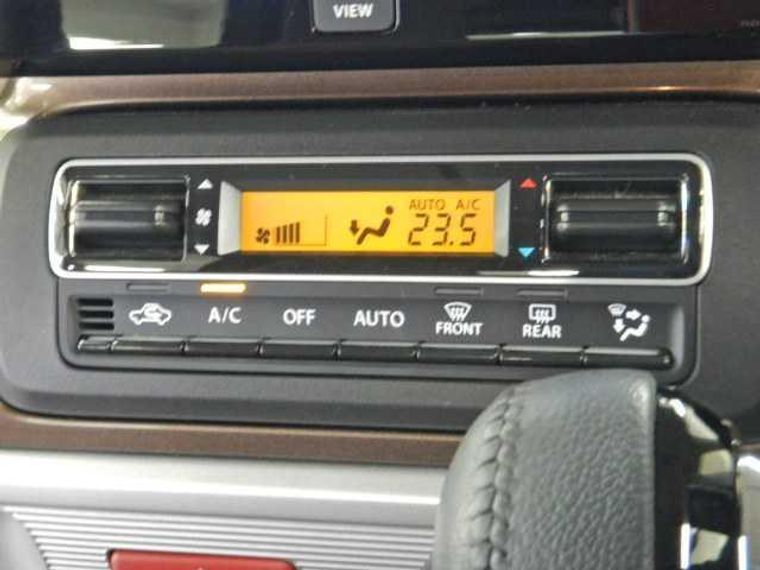 VIEW
AUTO A/C
23.5
A/C OFF AUTO FRONT REAR